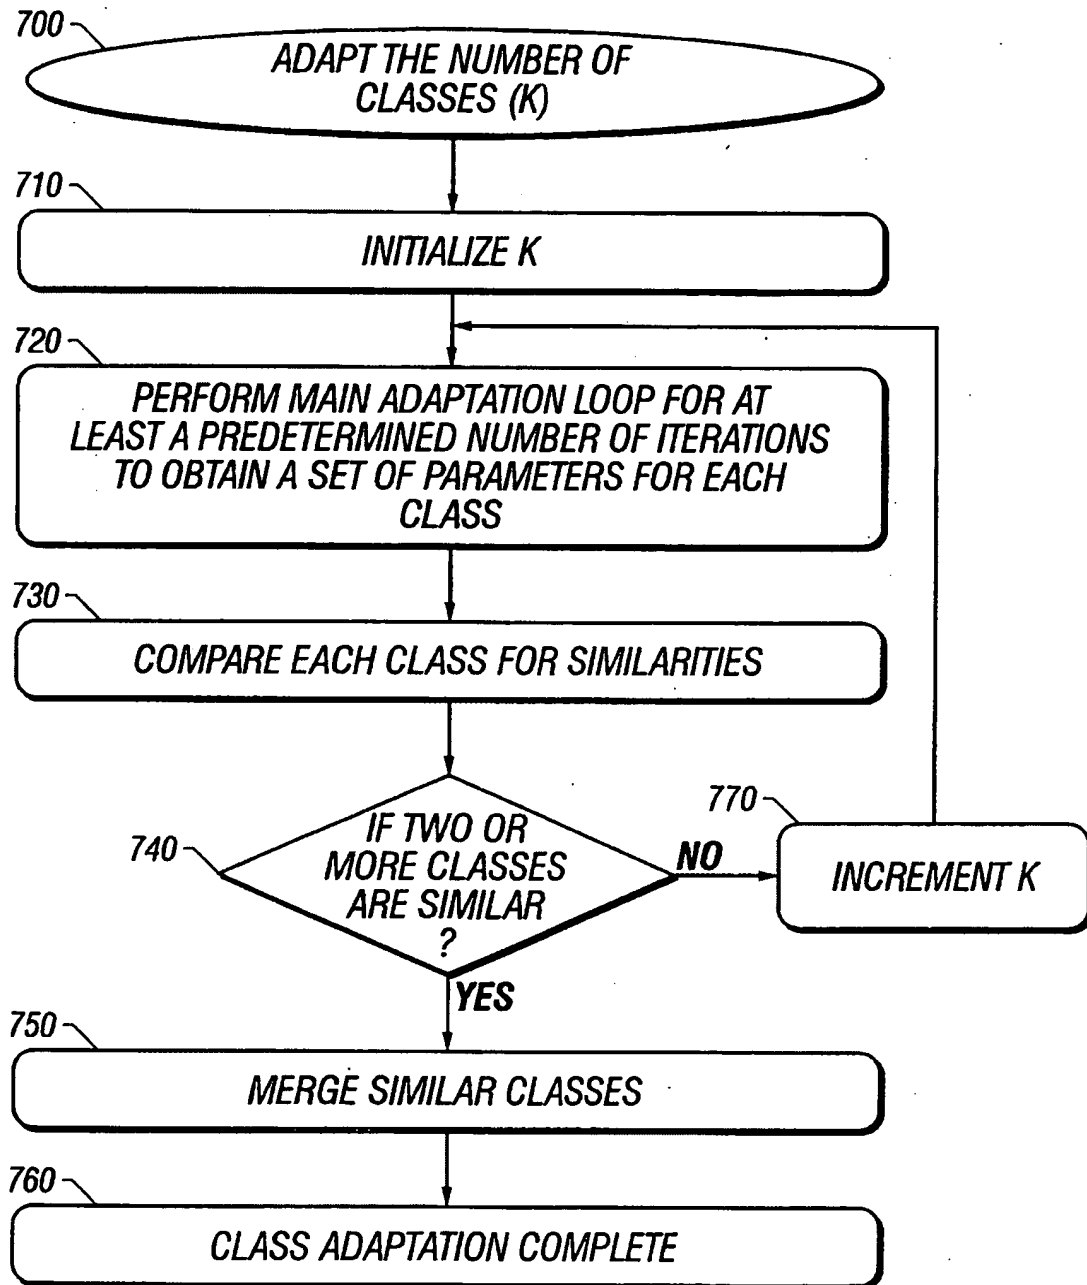 700
ADAPT THE NUMBER OF
CLASSES (K)
710
INITIALIZE K
720
PERFORM MAIN ADAPTATION LOOP FOR AT
LEAST A PREDETERMINED NUMBER OF ITERATIONS
TO OBTAIN A SET OF PARAMETERS FOR EACH
CLASS
730
COMPARE EACH CLASS FOR SIMILARITIES
740
IF TWO OR
MORE CLASSES
ARE SIMILAR
?
NO
770
INCREMENT K
YES
750
MERGE SIMILAR CLASSES
760
CLASS ADAPTATION COMPLETE